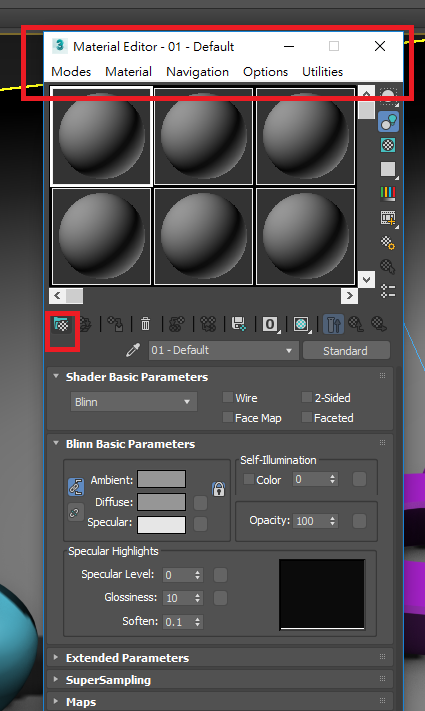 3 Material Editor - 01 - Default
Modes Material Navigation Options Utilities
0
01 - Default Standard
Shader Basic Parameters
Blinn Wire 2-Sided
Face Map Faceted
Blinn Basic Parameters
Self-Illumination
Ambient: Color 0
Diffuse:
Specular: Opacity: 100
Specular Highlights
Specular Level: 0
Glossiness: 10
Soften: 0.1
Extended Parameters
SuperSampling
Maps